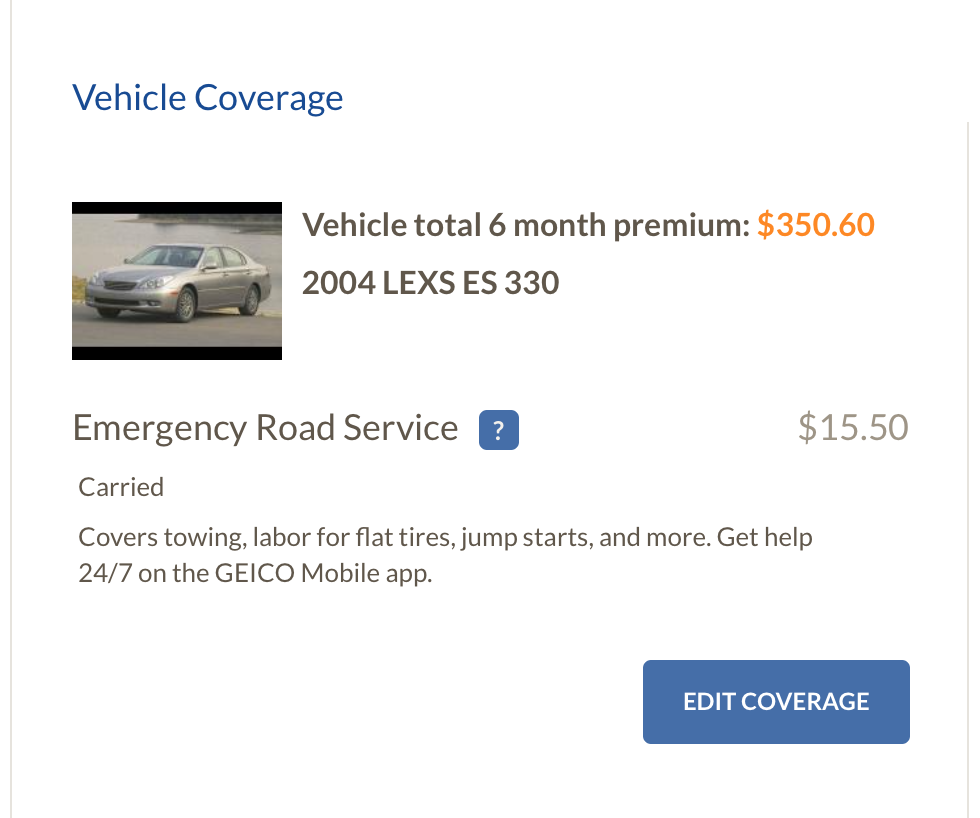 Vehicle Coverage
Vehicle total 6 month premium: $350.60
2004 LEXS ES 330
Emergency Road Service ? $15.50
Carried
Covers towing, labor for flat tires, jump starts, and more. Get help
24/7 on the GEICO Mobile app.
EDIT COVERAGE